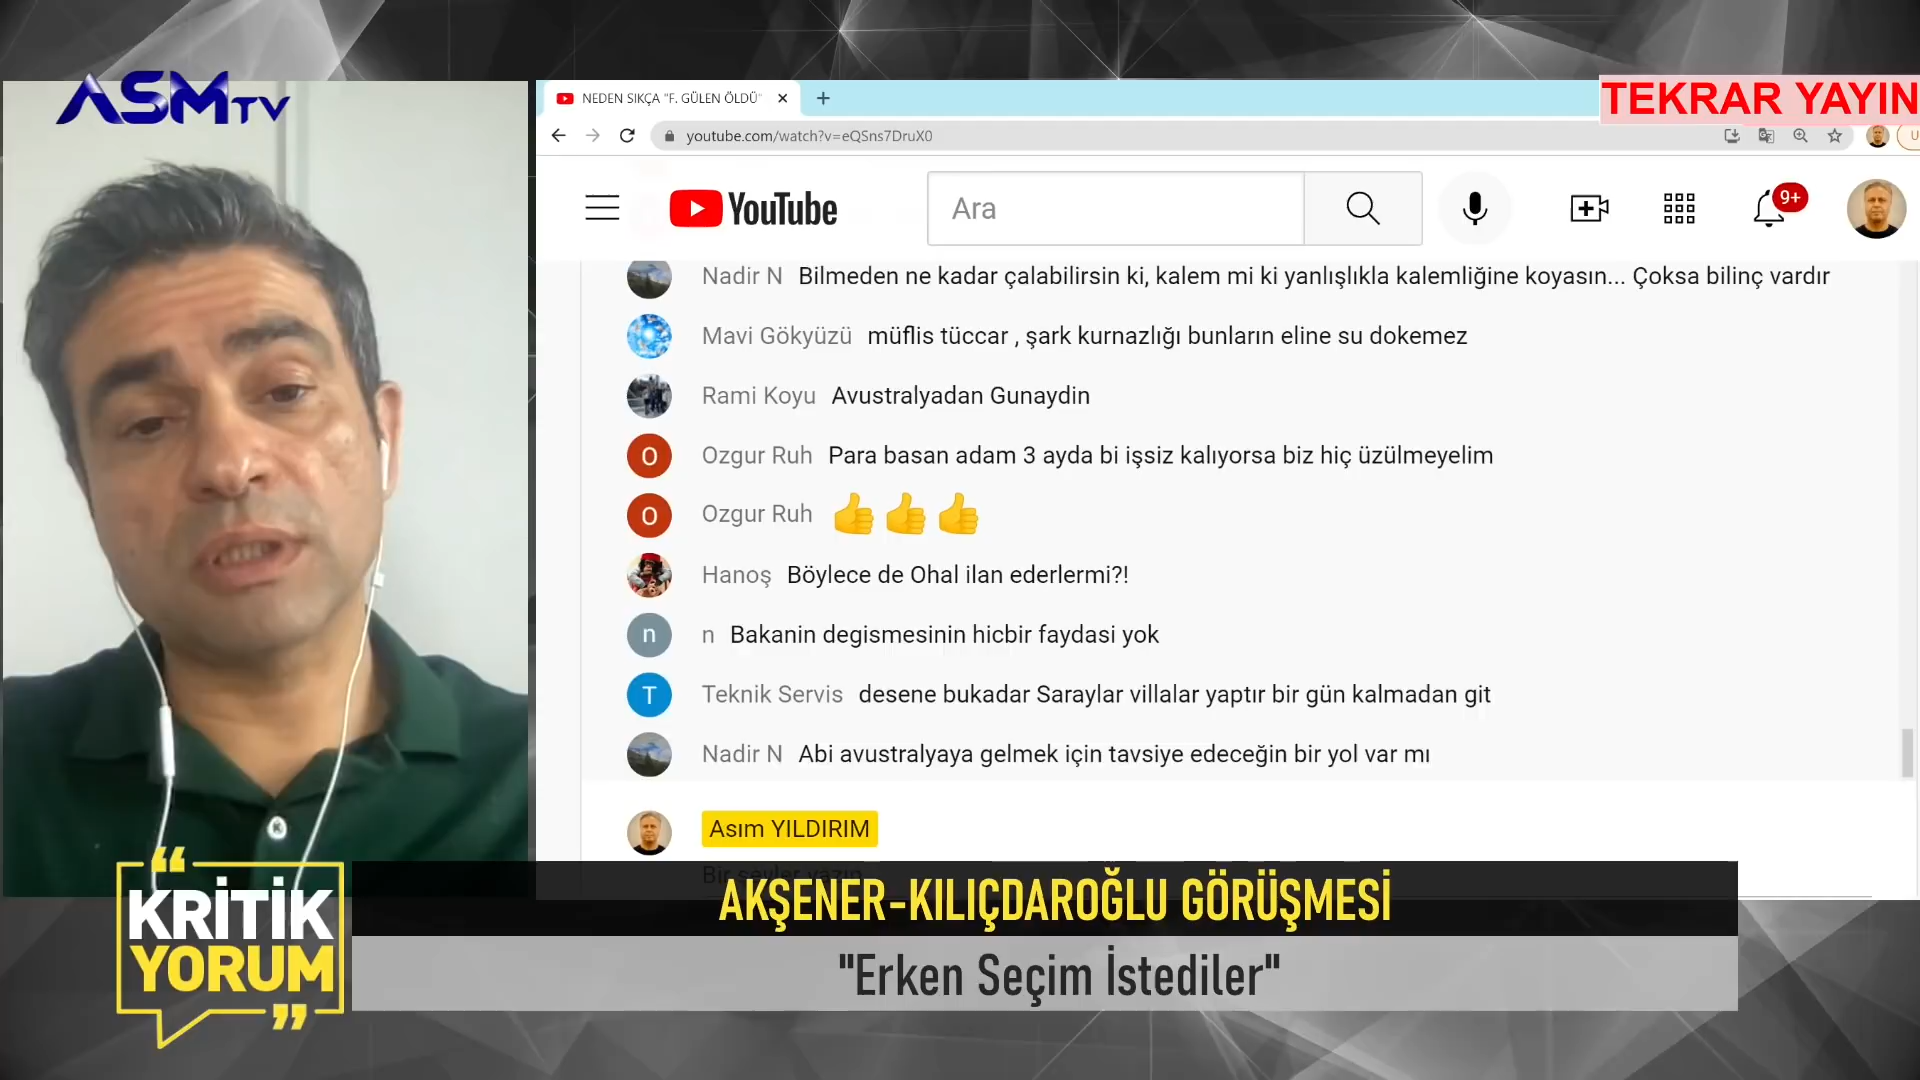 ASM TV
TEKRAR YAYIN
NEDEN SIKÇA "F. GÜLEN ÖLDÜ"
youtube.com/watch?v=eQSns7DruX0
U
YouTube
Ara
9+
Nadir N Bilmeden ne kadar çalabilirsin ki, kalem mi ki yanlışlıkla kalemliğine koyasın... Çoksa bilinç vardır
Mavi Gökyüzü müflis tüccar , şark kurnazlığı bunların eline su dokemez
Rami Koyu Avustralyadan Gunaydin
O Ozgur Ruh Para basan adam 3 ayda bi işsiz kalıyorsa biz hiç üzülmeyelim
O Ozgur Ruh 👍👍👍
Hanoş Böylece de Ohal ilan ederlermi?!
n n Bakanin degismesinin hicbir faydasi yok
T Teknik Servis desene bukadar Saraylar villalar yaptır bir gün kalmadan git
Nadir N Abi avustralyaya gelmek için tavsiye edeceğin bir yol var mı
Asım YILDIRIM
Bir şeyler yazın
"KRİTİK
YORUM"
AKŞENER-KILIÇDAROĞLU GÖRÜŞMESİ
"Erken Seçim İstediler"